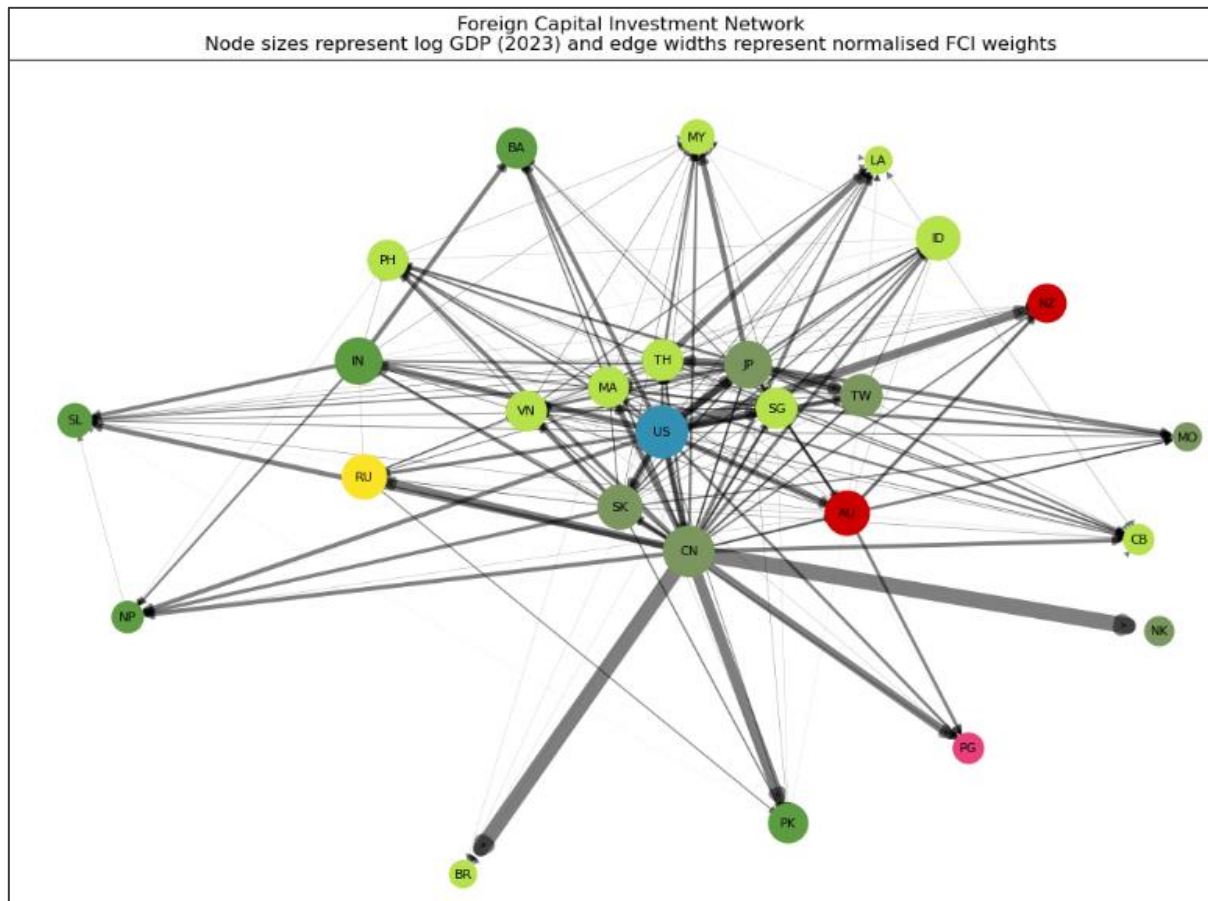 Foreign Capital Investment Network
Node sizes represent log GDP (2023) and edge widths represent normalised FCI weights
MY
BA
LA
ID
PH
NZ
IN
TH
JP
MA
TW
VN
SG
SL
US
MO
RU
SK
AU
CB
CN
NP
NK
PG
PK
BR